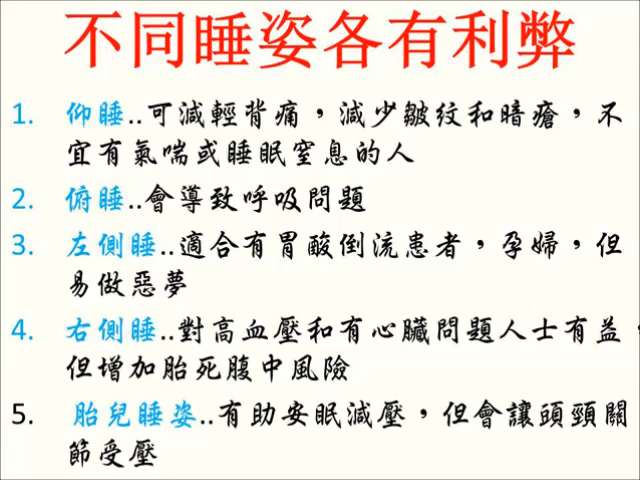 不同睡姿各有利弊
1. 仰睡..可減輕背痛，減少皺紋和暗瘡，不
宜有氣喘或睡眠窒息的人
2. 俯睡..會導致呼吸問題
3. 左側睡..適合有胃酸倒流患者，孕婦，但
易做惡夢
4. 右側睡..對高血壓和有心臟問題人士有益，
但增加胎死腹中風險
5. 胎兒睡姿..有助安眠減壓，但會讓頭頸關
節受壓